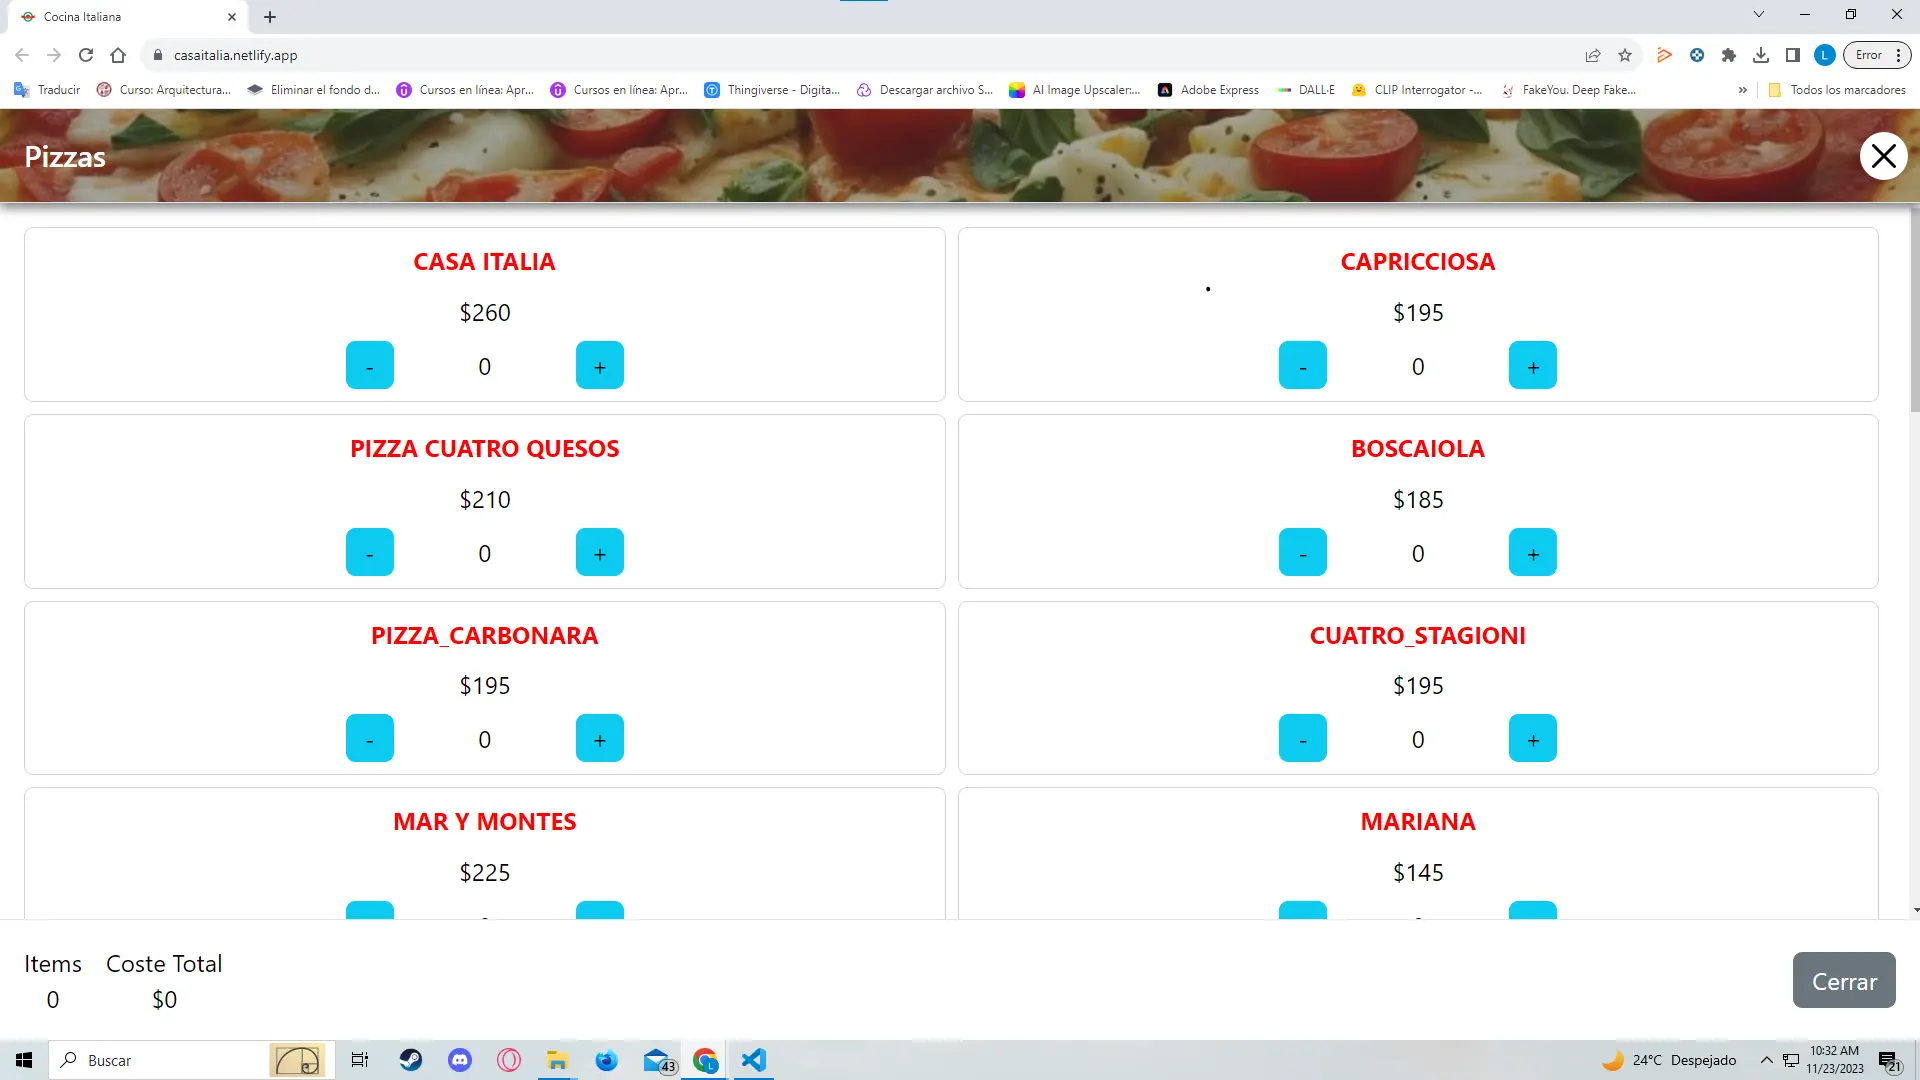 Cocina Italiana
casaitalia.netlify.app
L
Error
Traducir
Curso: Arquitectura...
Eliminar el fondo d...
Cursos en línea: Apr...
Cursos en línea: Apr...
Thingiverse - Digita...
Descargar archivo S...
AI Image Upscaler:...
Adobe Express
DALL·E
CLIP Interrogator -...
FakeYou. Deep Fake...
»
Todos los marcadores
Pizzas
CASA ITALIA
$260
- 0 +
CAPRICCIOSA
$195
- 0 +
PIZZA CUATRO QUESOS
$210
- 0 +
BOSCAIOLA
$185
- 0 +
PIZZA_CARBONARA
$195
- 0 +
CUATRO_STAGIONI
$195
- 0 +
MAR Y MONTES
$225
MARIANA
$145
Items Coste Total
0 $0
Cerrar
Buscar
43
24°C Despejado
10:32 AM
11/23/2023
21